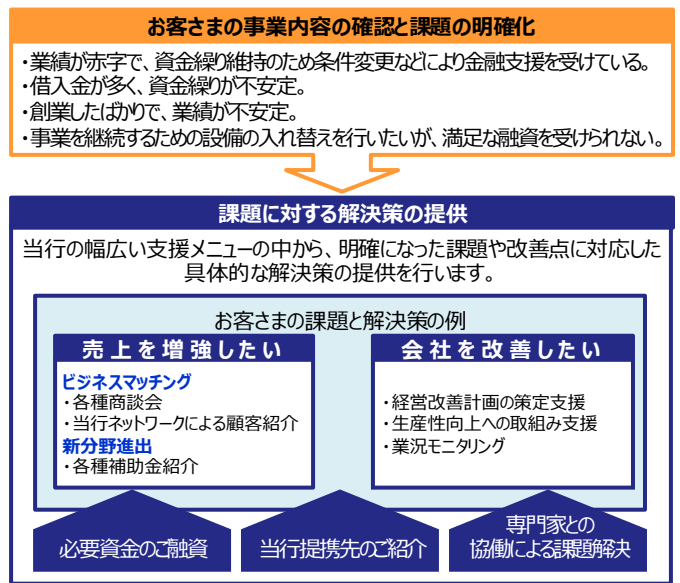 お客さまの事業内容の確認と課題の明確化
・業績が赤字で、資金繰り維持のため条件変更などにより金融支援を受けている。
・借入金が多く、資金繰りが不安定。
・創業したばかりで、業績が不安定。
・事業を継続するための設備の入れ替えを行いたいが、満足な融資を受けられない。
課題に対する解決策の提供
当行の幅広い支援メニューの中から、明確になった課題や改善点に対応した
具体的な解決策の提供を行います。
お客さまの課題と解決策の例
売上を増強したい
ビジネスマッチング
・各種商談会
・当行ネットワークによる顧客紹介
新分野進出
・各種補助金紹介
会社を改善したい
・経営改善計画の策定支援
・生産性向上への取組み支援
・業況モニタリング
必要資金のご融資
当行提携先のご紹介
専門家との
協働による課題解決